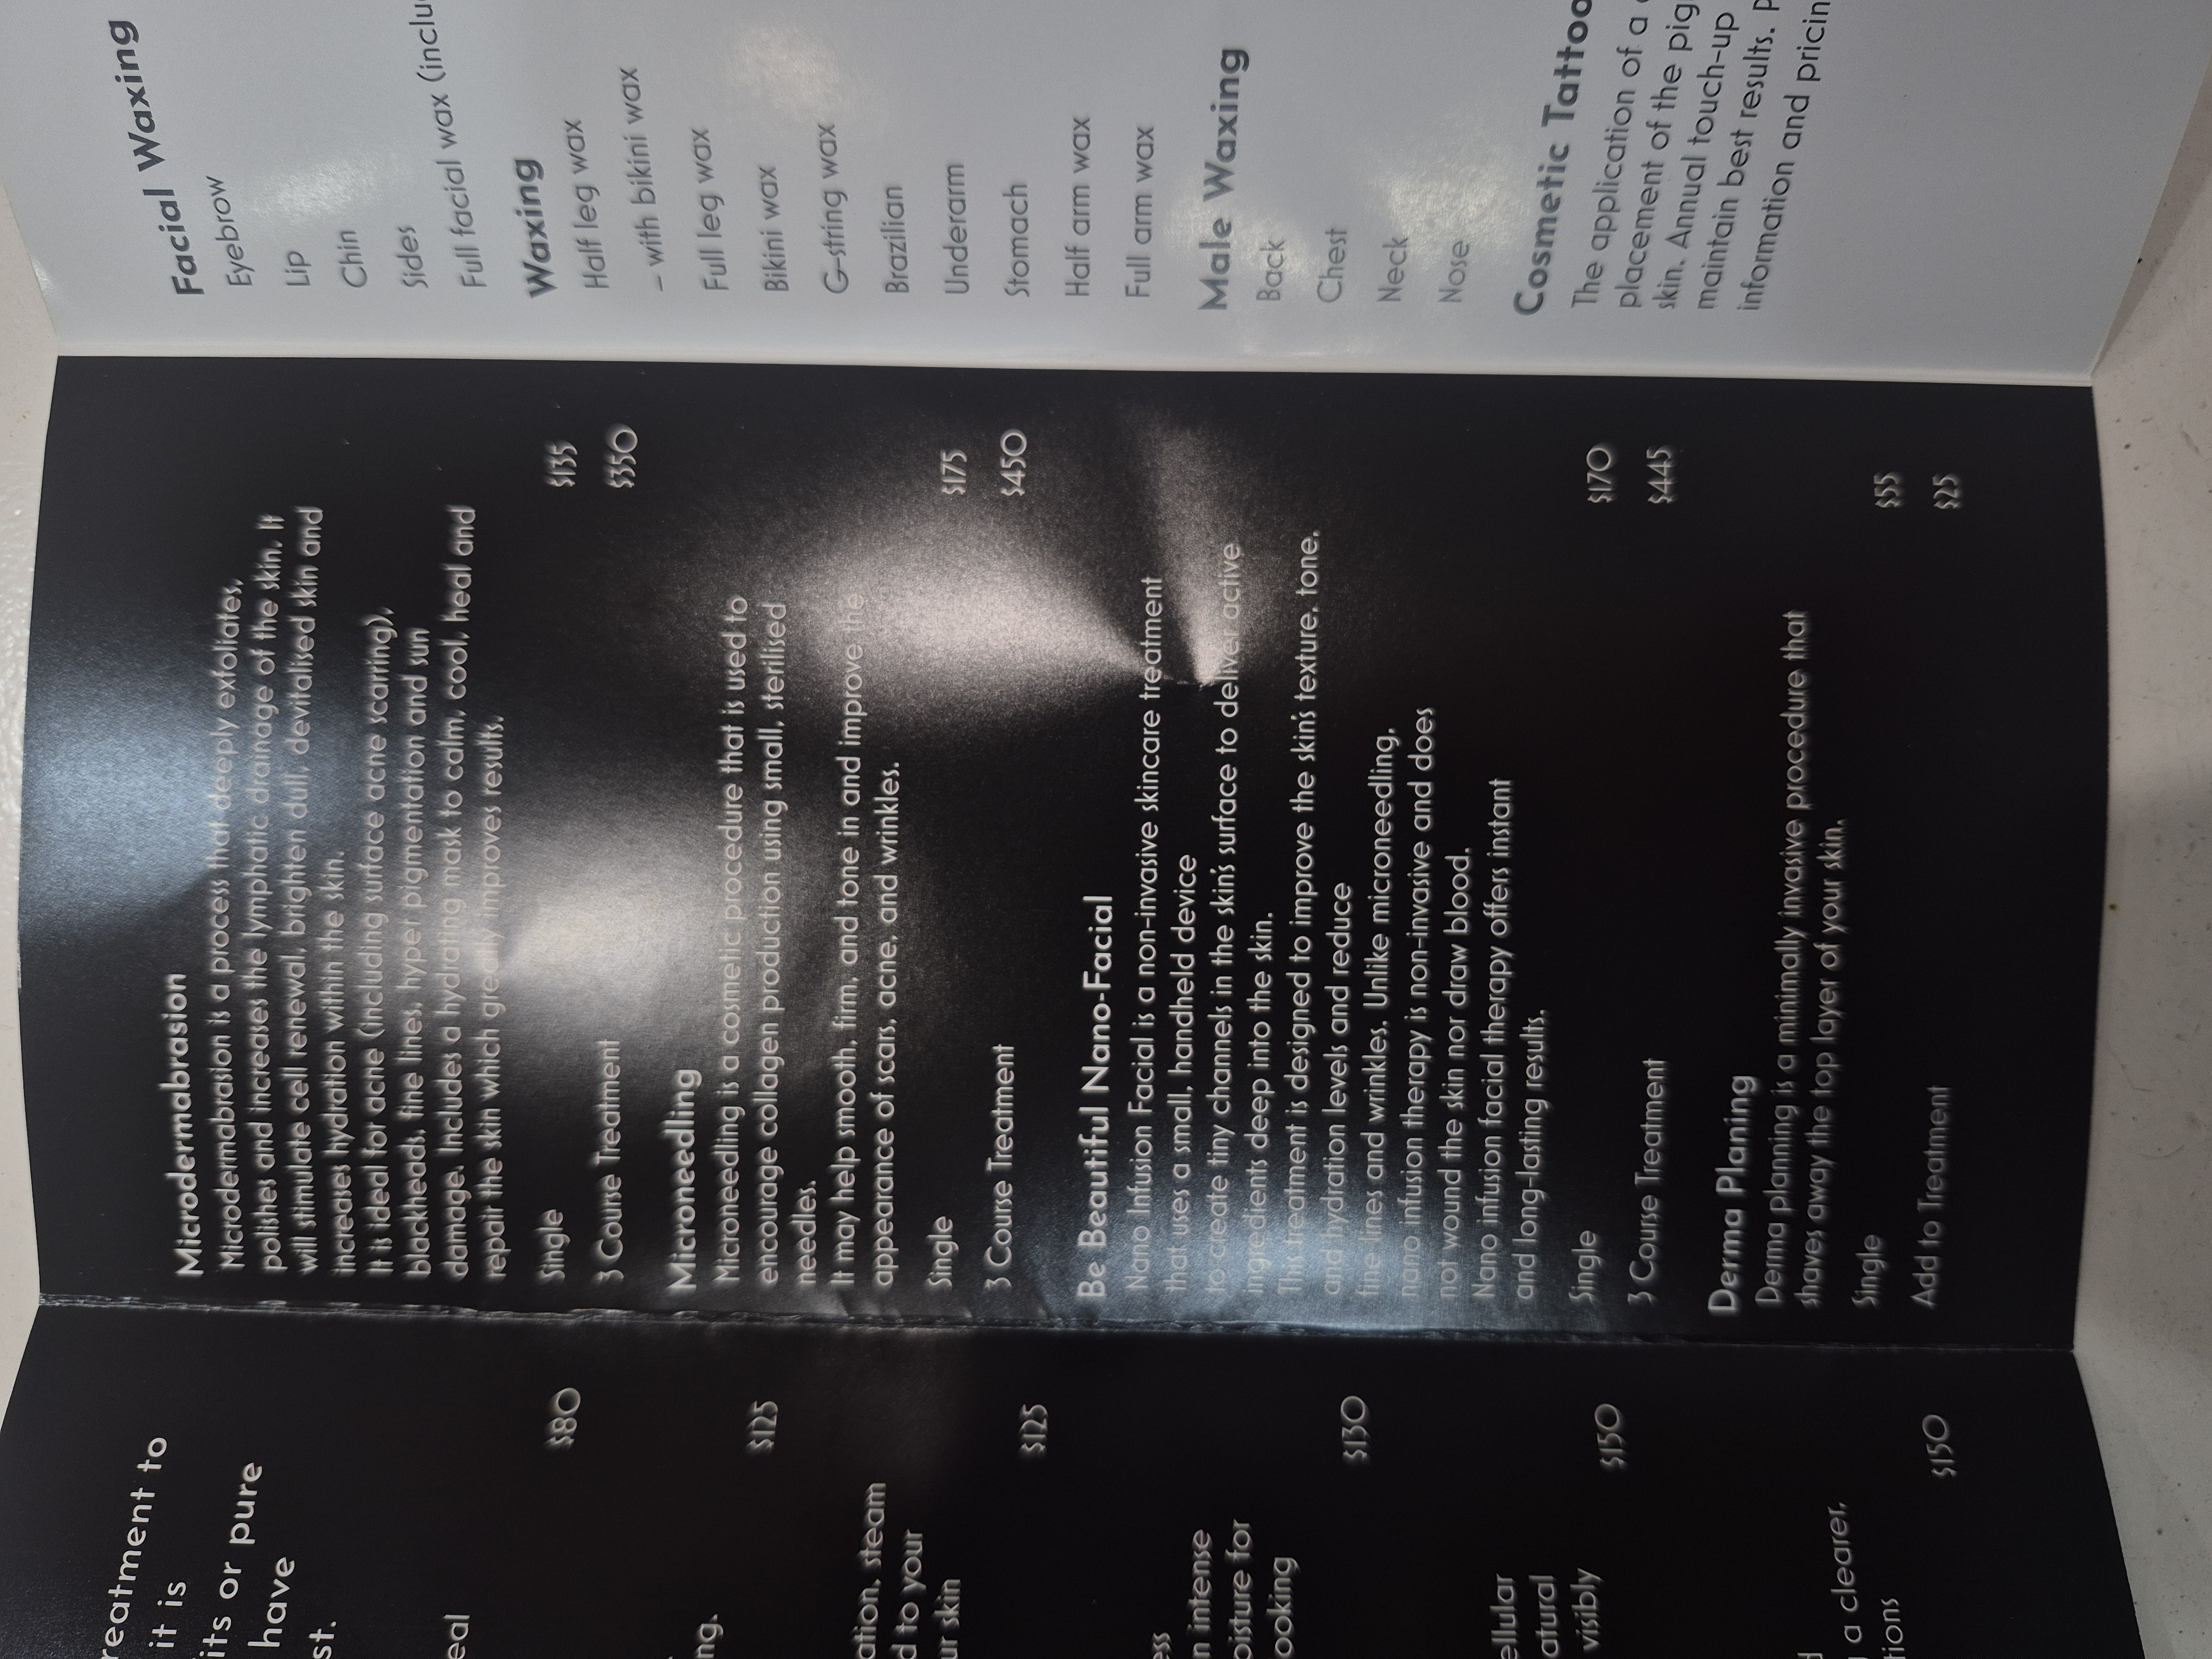 reatment to
it is
its or pure
have
st.
eal
$80
ng.
$125
ation, steam
d to your
ur skin
$125
ess
n intense
oisture for
ooking
$130
ellular
atural
visibly
$150
d
a clearer,
tions
$150
Microdermabrasion
Microdermabrasion is a process that deeply exfoliates,
polishes and increases the lymphatic drainage of the skin. It
will stimulate cell renewal, brighten dull, devitalised skin and
increases hydration within the skin.
It is ideal for acne (including surface acne scarring),
blackheads, fine lines, hyper pigmentation and sun
damage. Includes a hydrating mask to calm, cool, heal and
repair the skin which greatly improves results.
Single $135
3 Course Treatment $350
Microneedling
Microneedling is a cosmetic procedure that is used to
encourage collagen production using small, sterilised
needles.
It may help smooth, firm, and tone in and improve the
appearance of scars, acne, and wrinkles.
Single $175
3 Course Treatment $450
Be Beautiful Nano-Facial
Nano Infusion Facial is a non-invasive skincare treatment
that uses a small, handheld device
to create tiny channels in the skin's surface to deliver active
ingredients deep into the skin.
This treatment is designed to improve the skin's texture, tone,
and hydration levels and reduce
fine lines and wrinkles. Unlike microneedling,
nano infusion therapy is non-invasive and does
not wound the skin nor draw blood.
Nano infusion facial therapy offers instant
and long-lasting results.
Single $170
3 Course Treatment $445
Derma Planing
Derma planning is a minimally invasive procedure that
shaves away the top layer of your skin.
Single $55
Add to Treatment $25
Facial Waxing
Eyebrow
Lip
Chin
Sides
Full facial wax (inclu
Waxing
Half leg wax
– with bikini wax
Full leg wax
Bikini wax
G-string wax
Brazilian
Underarm
Stomach
Half arm wax
Full arm wax
Male Waxing
Back
Chest
Neck
Nose
Cosmetic Tattoo
The application of a
placement of the pig
skin. Annual touch-up
maintain best results. P
information and pricin